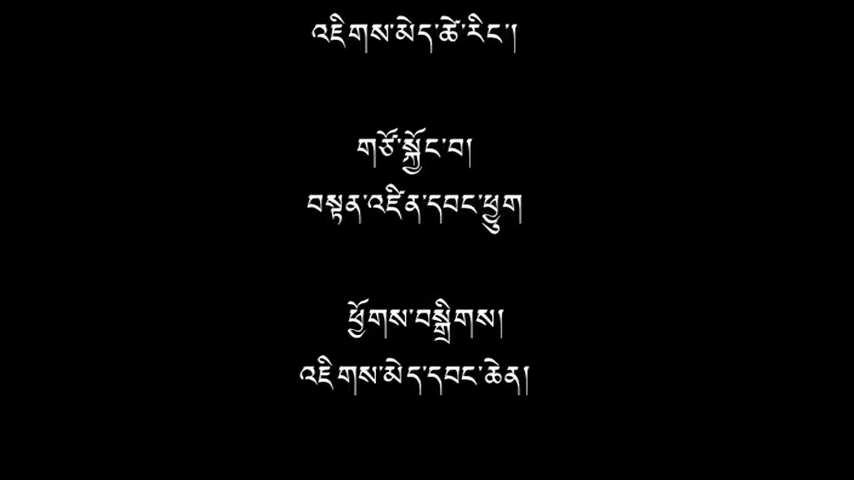 འཇིགས་མེད་ཚེ་རིང་།
གཙོ་སྐྱོང་བ།
བསྟན་འཛིན་དབང་ཕྱུག
ཕྱོགས་བསྒྲིགས།
འཇིགས་མེད་དབང་ཆེན།